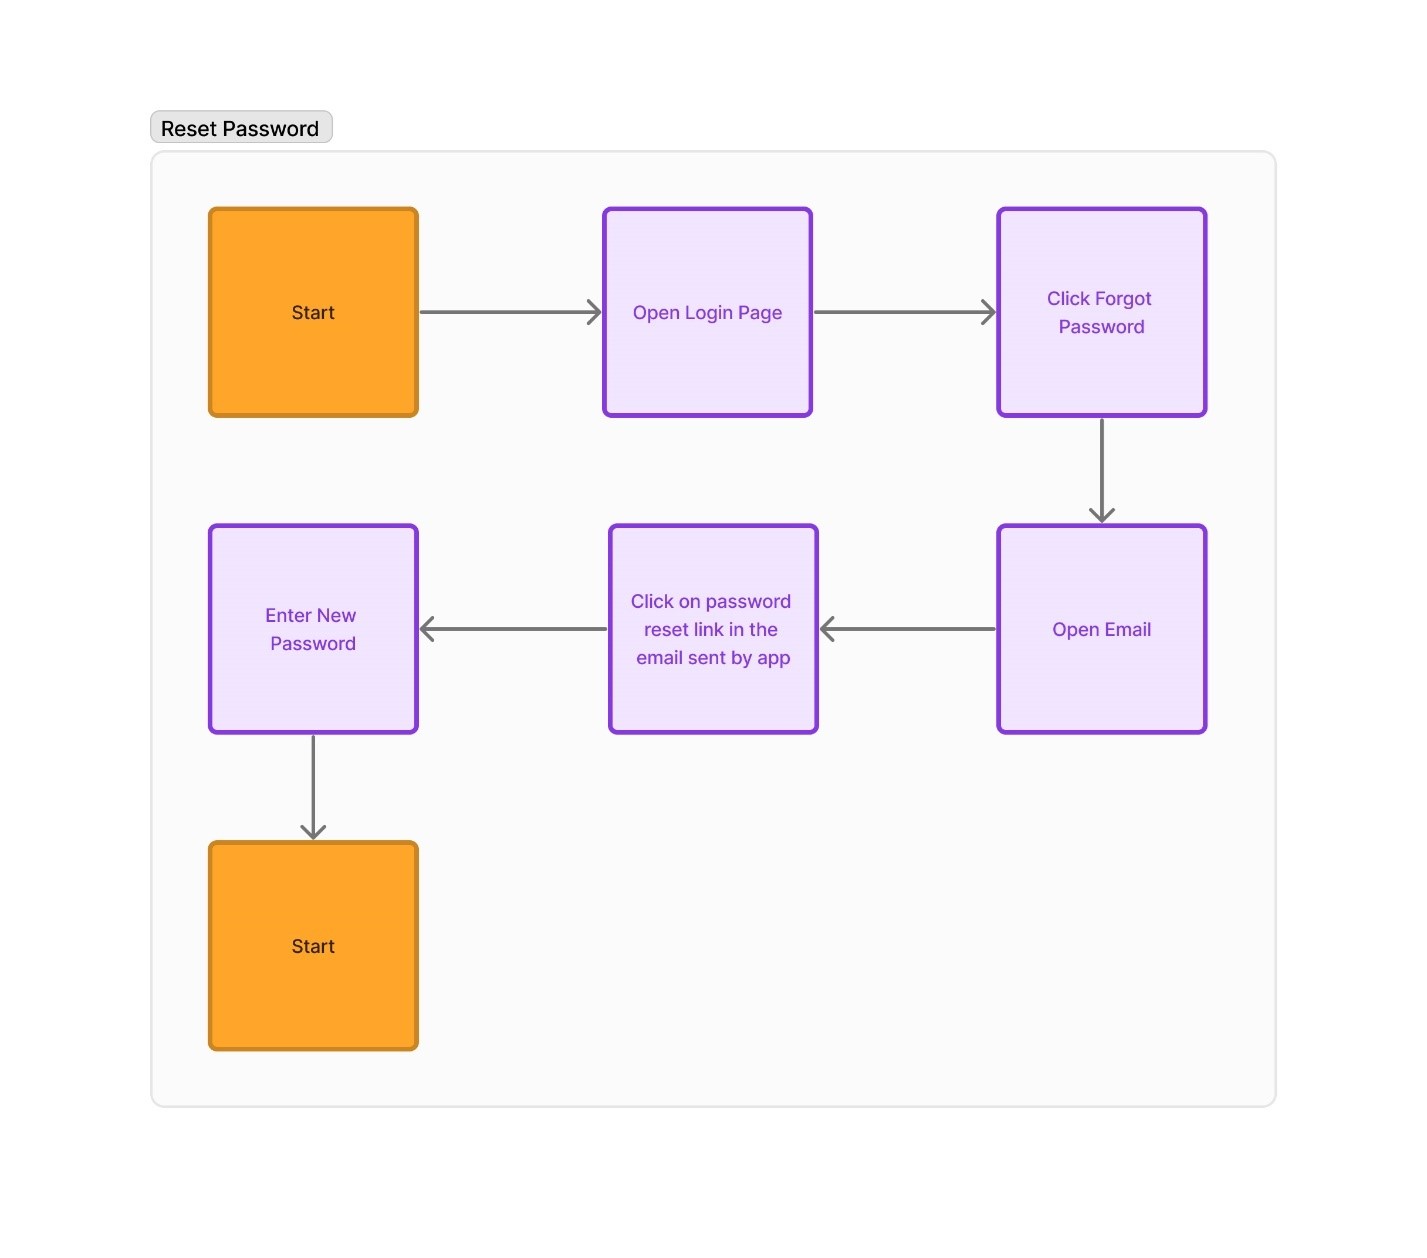 Reset Password
Start
Open Login Page
Click Forgot
Password
Enter New
Password
Click on password
reset link in the
email sent by app
Open Email
Start